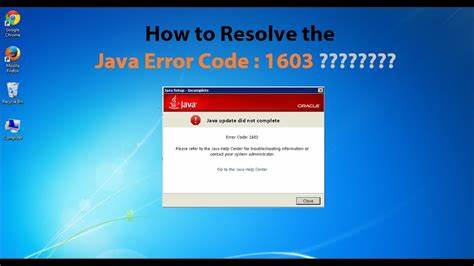 How to Resolve the
Java Error Code : 1603 ????????
Google
Chrome
Mozilla
Firefox
Recycle Bin
Computer
Java Setup - Incomplete
Java
ORACLE
Java update did not complete
Error Code: 1603
Please refer to the Java Help Center for troubleshooting information or
contact your system administrator.
Go to the Java Help Center
Close